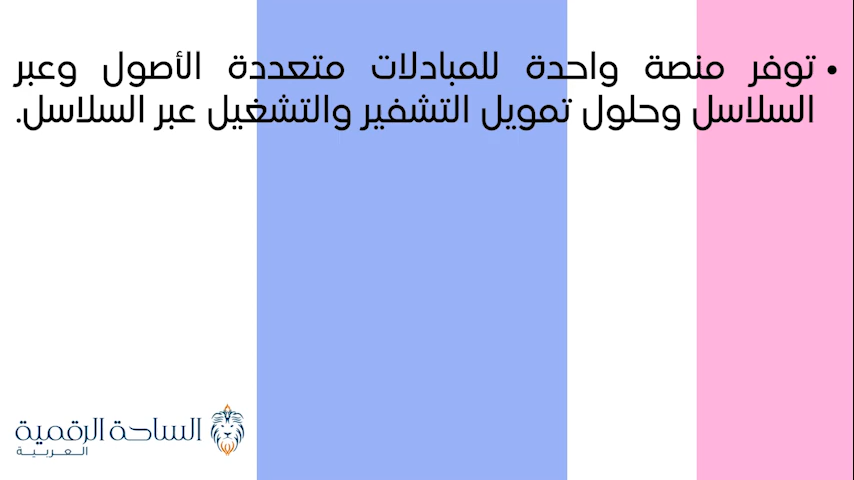 • توفر منصة واحدة للمبادلات متعددة الأصول وعبر
السلاسل وحلول تمويل التشفير والتشغيل عبر السلاسل.
الساحة الرقمية
العربية